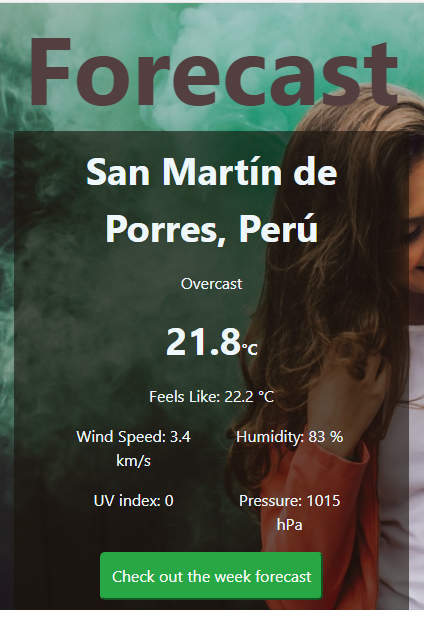 Forecast
San Martín de
Porres, Perú
Overcast
21.8°C
Feels Like: 22.2 °C
Wind Speed: 3.4 km/s
Humidity: 83 %
UV index: 0
Pressure: 1015 hPa
Check out the week forecast